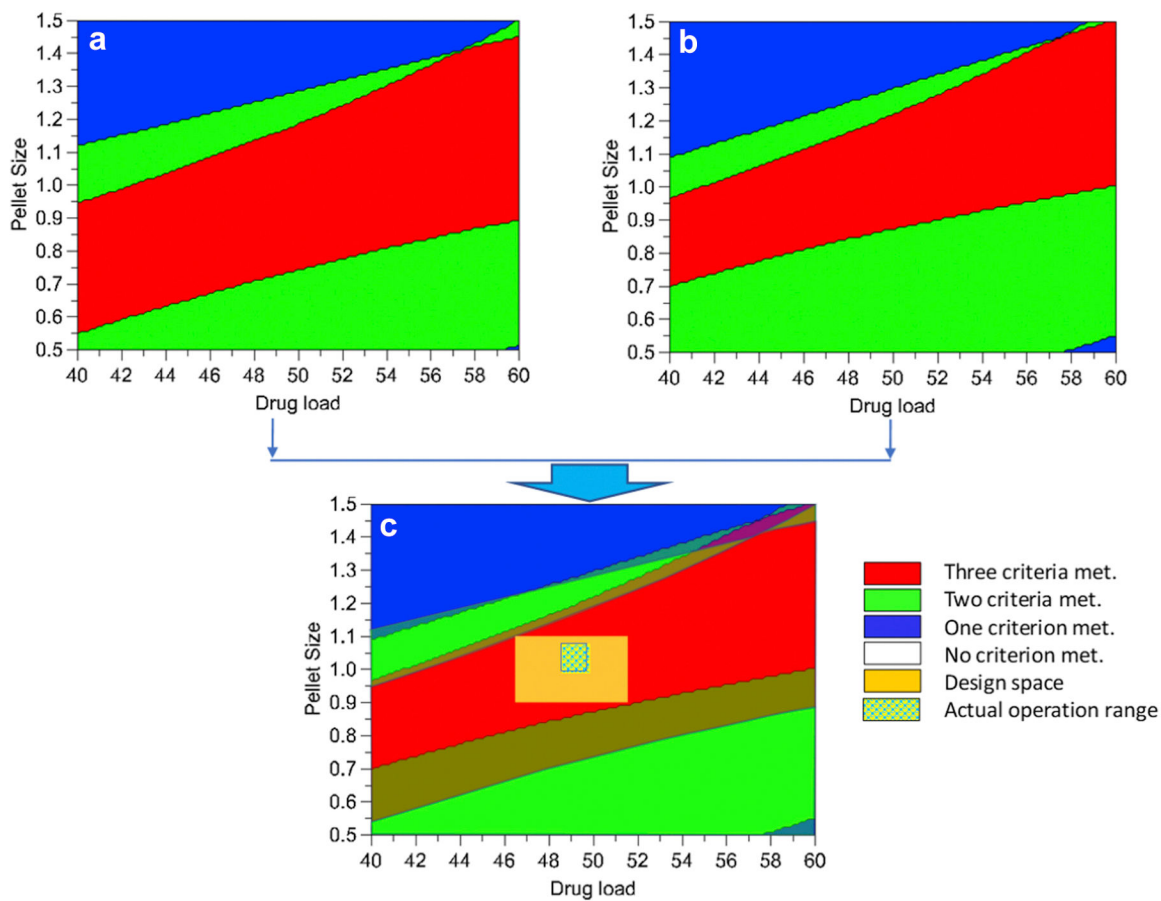 a
1.5
1.4
1.3
1.2
1.1
1.0
0.9
0.8
0.7
0.6
0.5
Pellet Size
40 42 44 46 48 50 52 54 56 58 60
Drug load
b
1.5
1.4
1.3
1.2
1.1
1.0
0.9
0.8
0.7
0.6
0.5
Pellet Size
40 42 44 46 48 50 52 54 56 58 60
Drug load
c
1.5
1.4
1.3
1.2
1.1
1.0
0.9
0.8
0.7
0.6
0.5
Pellet Size
40 42 44 46 48 50 52 54 56 58 60
Drug load
Three criteria met.
Two criteria met.
One criterion met.
No criterion met.
Design space
Actual operation range